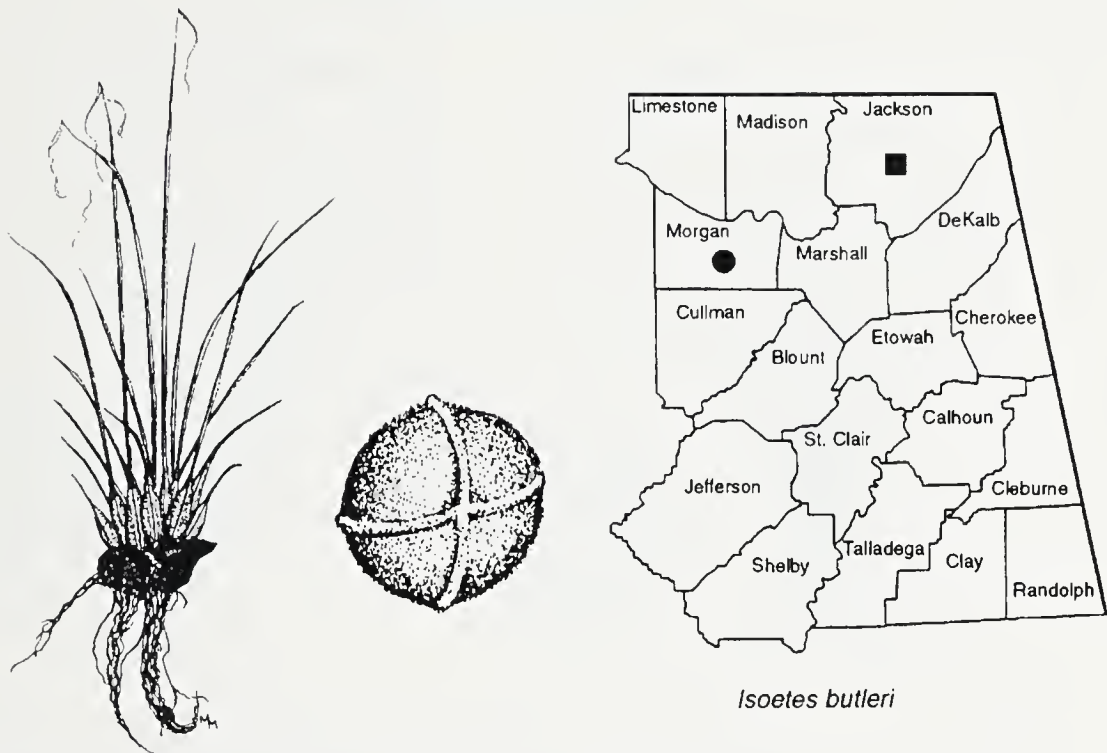 Limestone
Madison
Jackson
Morgan
Marshall
DeKalb
Cullman
Blount
Etowah
Cherokee
St. Clair
Calhoun
Jefferson
Cleburne
Shelby
Talladega
Clay
Randolph
Isoetes butleri
MM